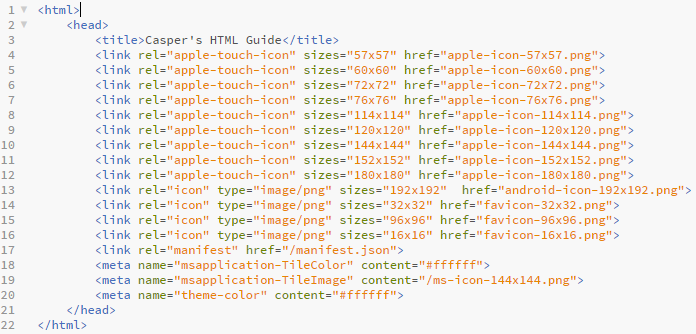 1 <html>
2 <head>
3 <title>Casper's HTML Guide</title>
4 <link rel="apple-touch-icon" sizes="57x57" href="apple-icon-57x57.png">
5 <link rel="apple-touch-icon" sizes="60x60" href="apple-icon-60x60.png">
6 <link rel="apple-touch-icon" sizes="72x72" href="apple-icon-72x72.png">
7 <link rel="apple-touch-icon" sizes="76x76" href="apple-icon-76x76.png">
8 <link rel="apple-touch-icon" sizes="114x114" href="apple-icon-114x114.png">
9 <link rel="apple-touch-icon" sizes="120x120" href="apple-icon-120x120.png">
10 <link rel="apple-touch-icon" sizes="144x144" href="apple-icon-144x144.png">
11 <link rel="apple-touch-icon" sizes="152x152" href="apple-icon-152x152.png">
12 <link rel="apple-touch-icon" sizes="180x180" href="apple-icon-180x180.png">
13 <link rel="icon" type="image/png" sizes="192x192"  href="android-icon-192x192.png">
14 <link rel="icon" type="image/png" sizes="32x32" href="favicon-32x32.png">
15 <link rel="icon" type="image/png" sizes="96x96" href="favicon-96x96.png">
16 <link rel="icon" type="image/png" sizes="16x16" href="favicon-16x16.png">
17 <link rel="manifest" href="/manifest.json">
18 <meta name="msapplication-TileColor" content="#ffffff">
19 <meta name="msapplication-TileImage" content="/ms-icon-144x144.png">
20 <meta name="theme-color" content="#ffffff">
21 </head>
22 </html>